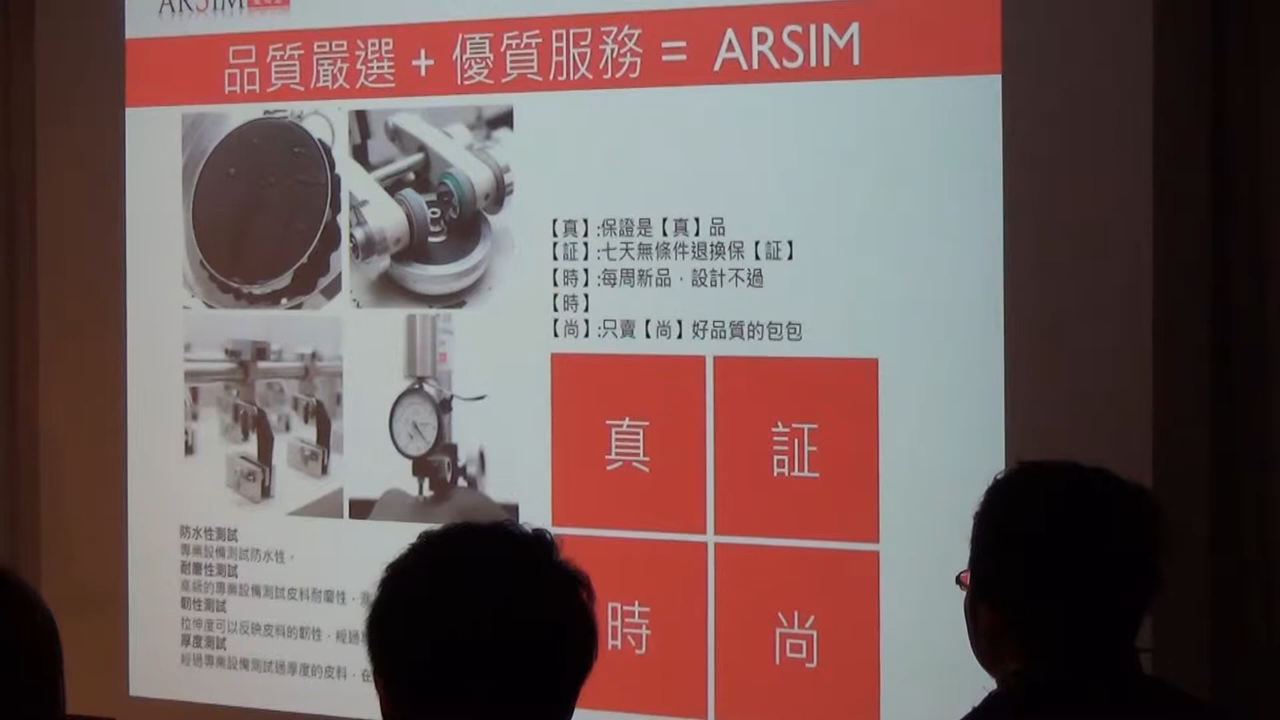 ARSIM
品質嚴選 + 優質服務 = ARSIM
【真】:保證是【真】品
【証】:七天無條件退換保【証】
【時】:每周新品，設計不過
【時】
【尚】:只賣【尚】好品質的包包
真 証
時 尚
防水性測試
專業設備測試防水性。
耐磨性測試
高級的專業設備測試皮料耐磨性，
韌性測試
拉伸度可以反映皮料的韌性，經過
厚度測試
經過專業設備測試過厚度的皮料，在